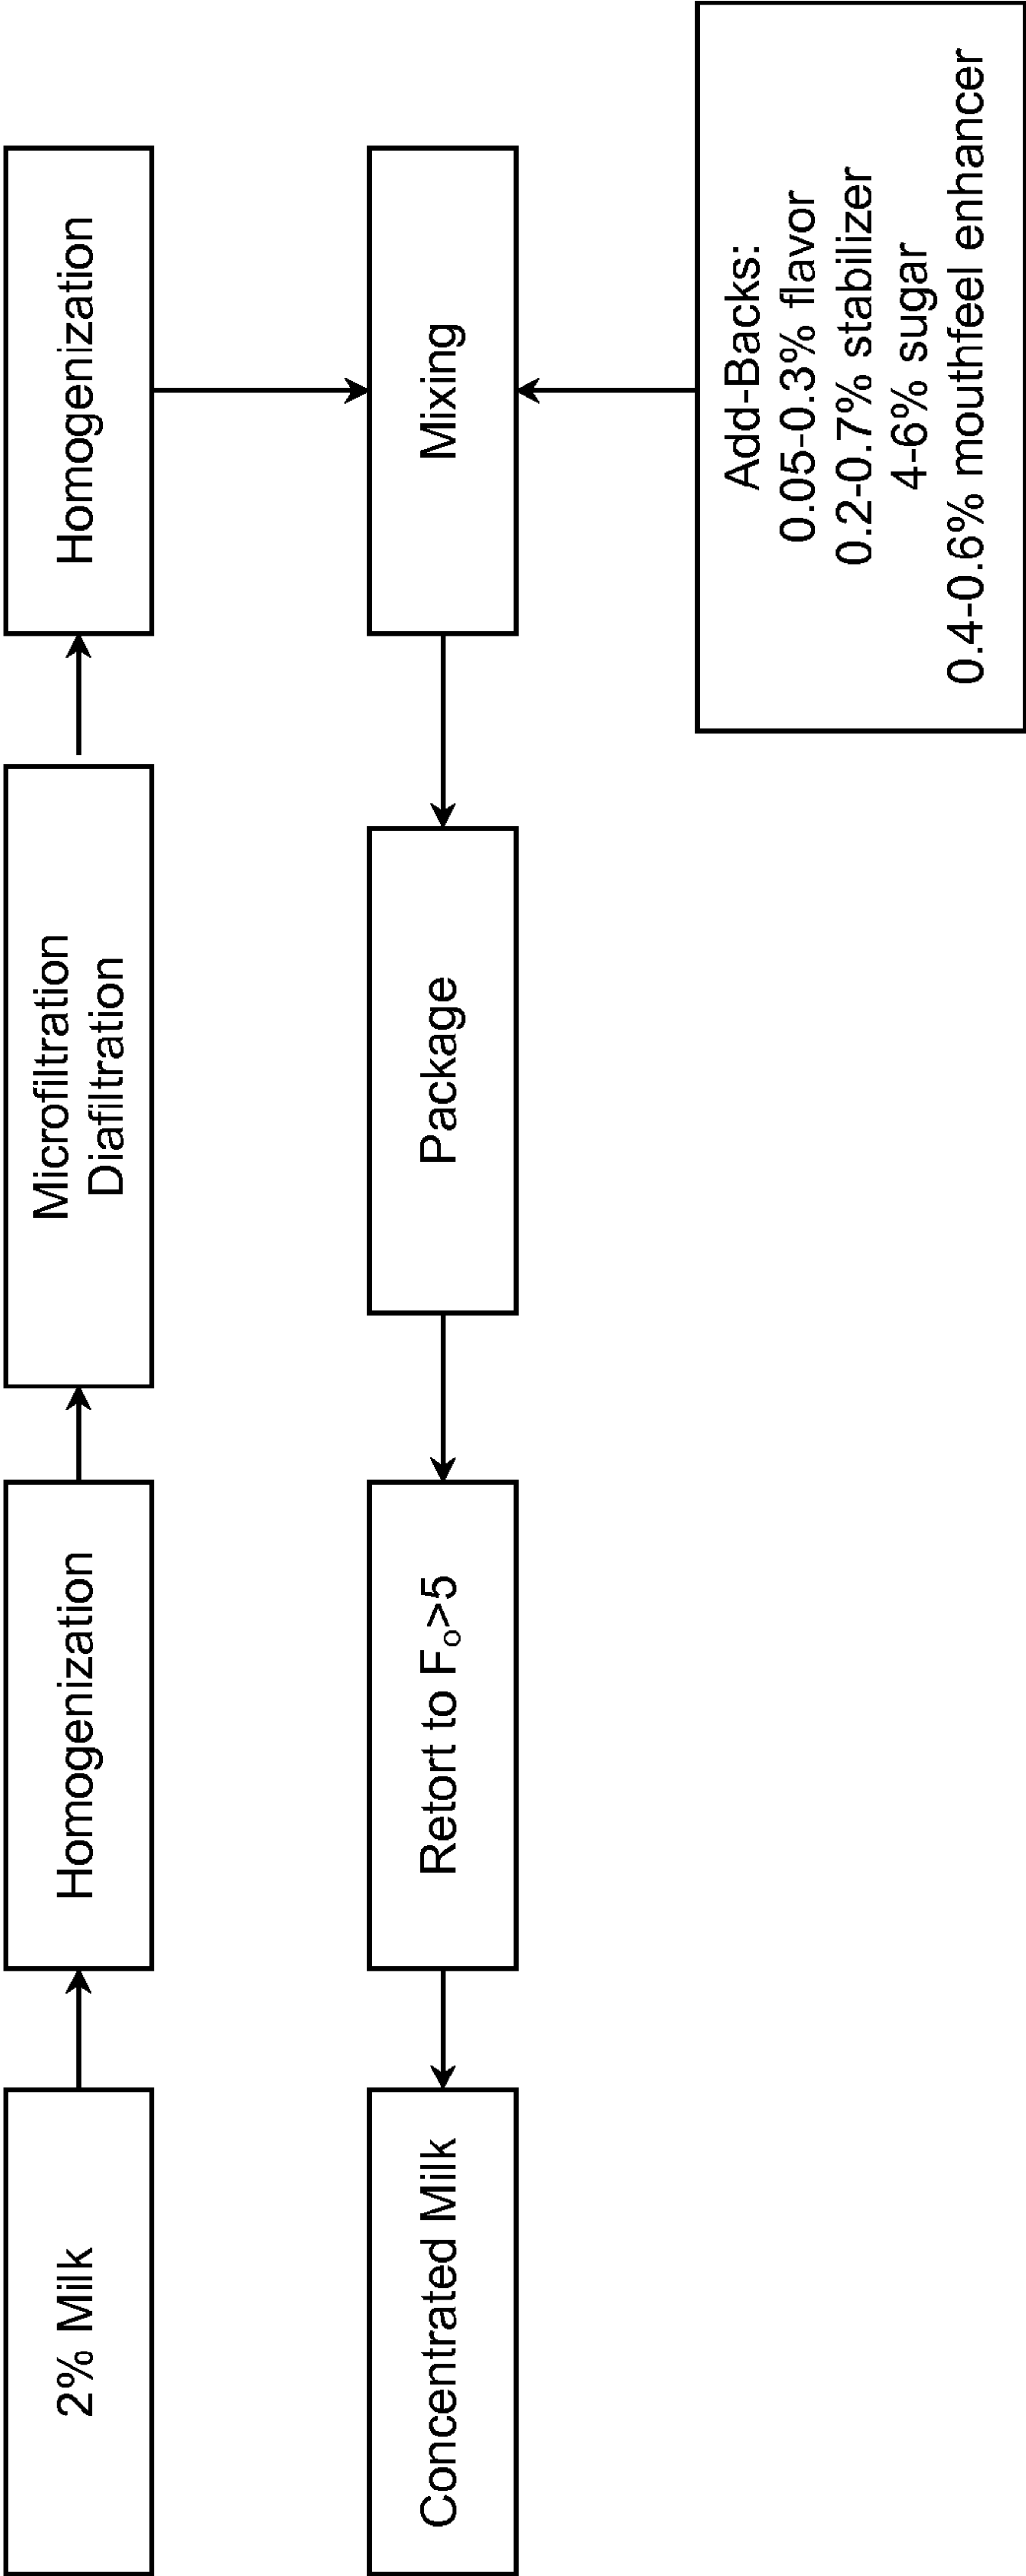 2% Milk
Homogenization
Microfiltration
Diafiltration
Homogenization
Concentrated Milk
Retort to Fo>5
Package
Mixing
Add-Backs:
0.05-0.3% flavor
0.2-0.7% stabilizer
4-6% sugar
0.4-0.6% mouthfeel enhancer